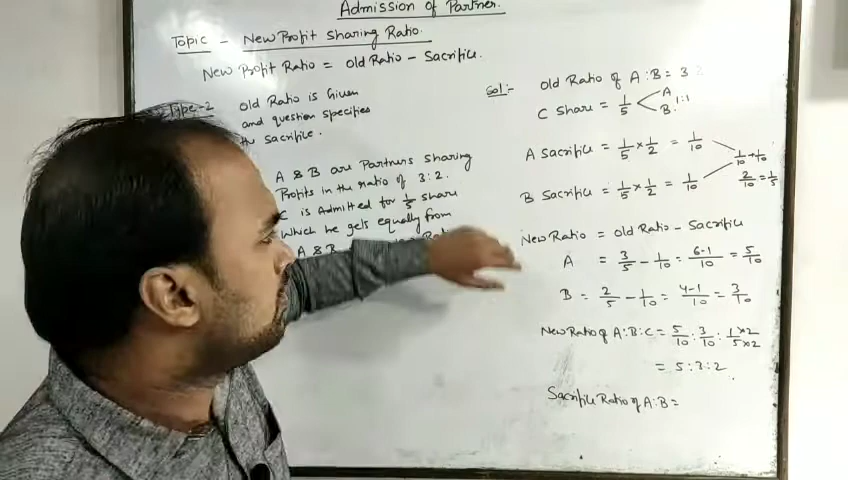 Admission of Partner.
Topic - New Profit Sharing Ratio.
New Profit Ratio = Old Ratio - Sacrifice.
Type-2 Old Ratio is Given
and question specifies
the Sacrifice.
A & B are Partners sharing
Profits in the ratio of 3:2.
C is Admitted for 1/5 share
Which he gets equally from
A & B
Sol:- Old Ratio of A:B = 3 2
C Share = 1/5 < A B 1:1
A Sacrifice = 1/5 × 1/2 = 1/10
1/10 + 1/10
2/10 = 1/5
B Sacrifice = 1/5 × 1/2 = 1/10
New Ratio = Old Ratio - Sacrifice
A = 3/5 - 1/10 = 6-1/10 = 5/10
B = 2/5 - 1/10 = 4-1/10 = 3/10
New Ratio of A:B:C = 5/10 : 3/10 : 1×2/5×2
= 5:3:2
Sacrifice Ratio of A:B =